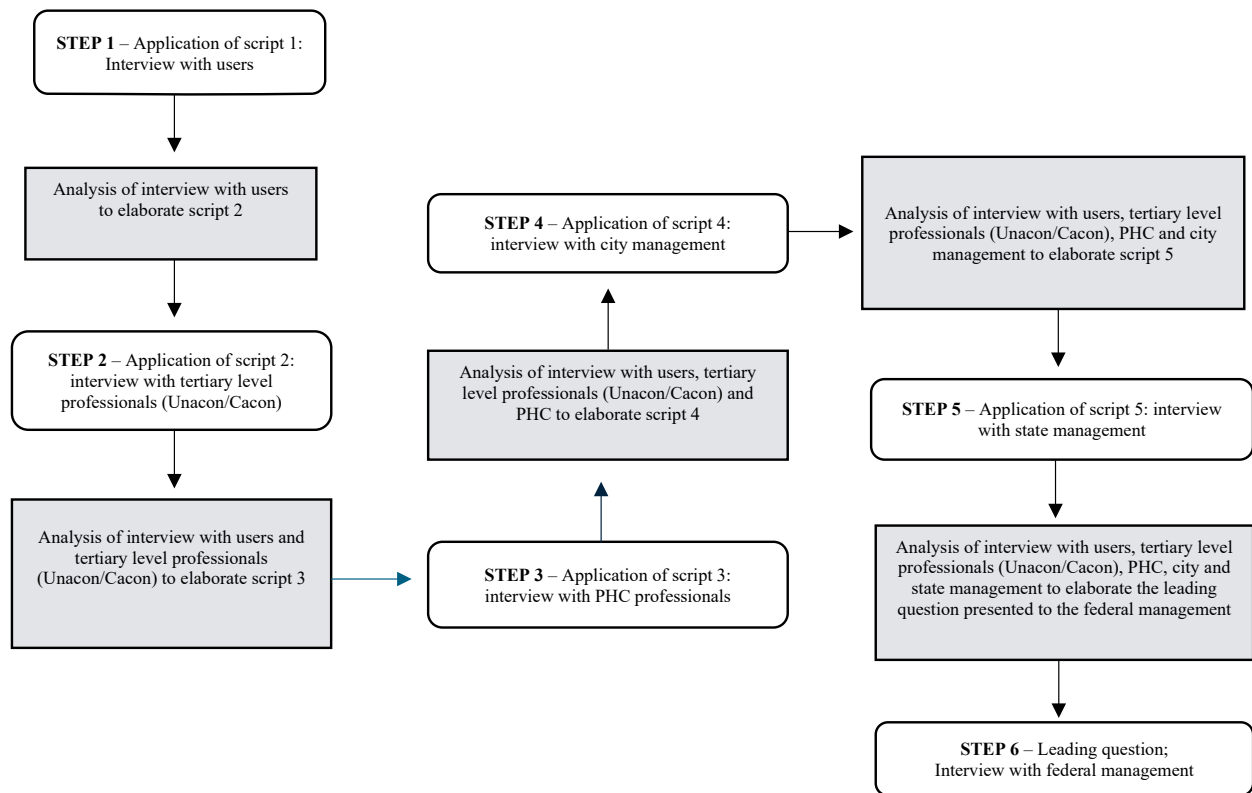 STEP 1 – Application of script 1:
Interview with users
Analysis of interview with users
to elaborate script 2
STEP 2 – Application of script 2:
interview with tertiary level
professionals (Unacon/Cacon)
Analysis of interview with users and
tertiary level professionals
(Unacon/Cacon) to elaborate script 3
STEP 3 – Application of script 3:
interview with PHC professionals
Analysis of interview with users, tertiary
level professionals (Unacon/Cacon) and
PHC to elaborate script 4
STEP 4 – Application of script 4:
interview with city management
Analysis of interview with users, tertiary level
professionals (Unacon/Cacon), PHC and city
management to elaborate script 5
STEP 5 – Application of script 5: interview
with state management
Analysis of interview with users, tertiary level
professionals (Unacon/Cacon), PHC, city and
state management to elaborate the leading
question presented to the federal management
STEP 6 – Leading question;
Interview with federal management